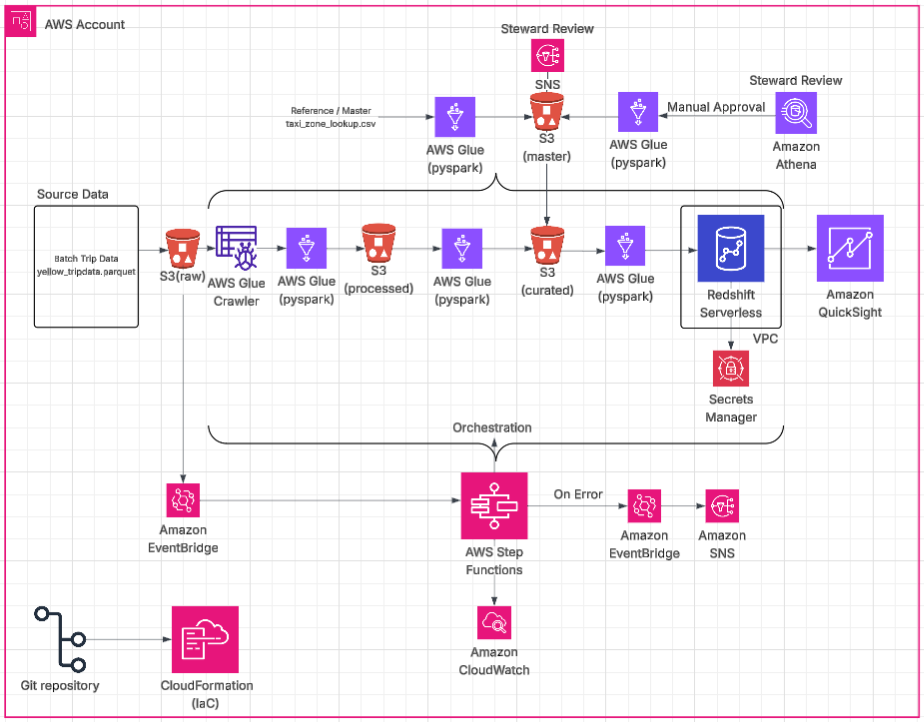 AWS Account
Steward Review
SNS
Steward Review
Reference / Master
taxi_zone_lookup.csv
AWS Glue
(pyspark)
S3
(master)
AWS Glue
(pyspark)
Manual Approval
Amazon
Athena
Source Data
Batch Trip Data
yellow_tripdata.parquet
S3(raw)
AWS Glue
Crawler
AWS Glue
(pyspark)
S3
(processed)
AWS Glue
(pyspark)
S3
(curated)
AWS Glue
(pyspark)
Redshift
Serverless
VPC
Amazon
QuickSight
Secrets
Manager
Orchestration
Amazon
EventBridge
AWS Step
Functions
On Error
Amazon
EventBridge
Amazon
SNS
Amazon
CloudWatch
Git repository
CloudFormation
(IaC)